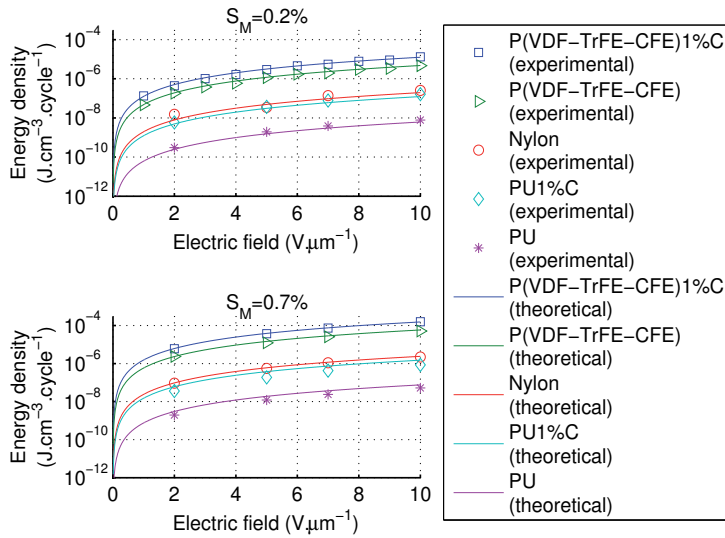 S_M=0.2%
Energy density
(J.cm⁻³.cycle⁻¹)
10⁻⁴
10⁻⁶
10⁻⁸
10⁻¹⁰
10⁻¹²
0 2 4 6 8 10
Electric field (V.µm⁻¹)
S_M=0.7%
Energy density
(J.cm⁻³.cycle⁻¹)
10⁻⁴
10⁻⁶
10⁻⁸
10⁻¹⁰
10⁻¹²
0 2 4 6 8 10
Electric field (V.µm⁻¹)
P(VDF−TrFE−CFE)1%C
(experimental)
P(VDF−TrFE−CFE)
(experimental)
Nylon
(experimental)
PU1%C
(experimental)
PU
(experimental)
P(VDF−TrFE−CFE)1%C
(theoretical)
P(VDF−TrFE−CFE)
(theoretical)
Nylon
(theoretical)
PU1%C
(theoretical)
PU
(theoretical)